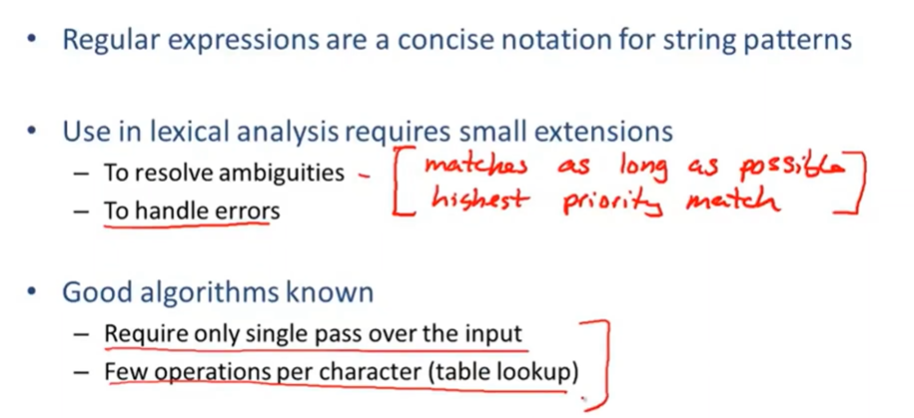 • Regular expressions are a concise notation for string patterns
• Use in lexical analysis requires small extensions
– To resolve ambiguities - [ matches as long as possible ]
– To handle errors [ highest priority match ]
• Good algorithms known
– Require only single pass over the input
– Few operations per character (table lookup)